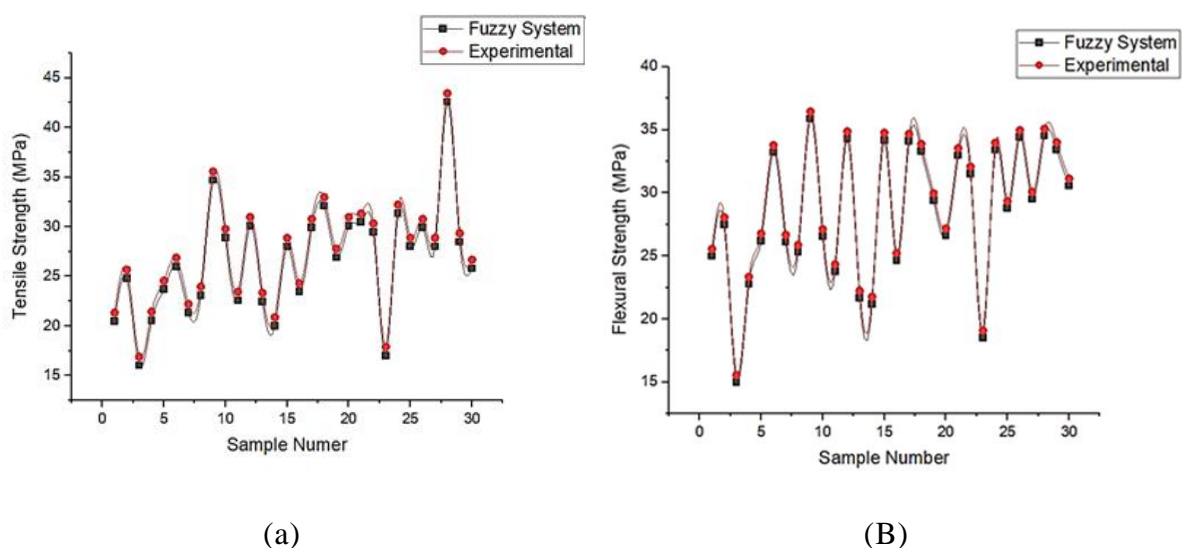 Fuzzy System
Experimental
45
40
35
30
25
20
15
Tensile Strength (MPa)
0 5 10 15 20 25 30
Sample Numer
(a)
Fuzzy System
Experimental
40
35
30
25
20
15
Flexural Strength (MPa)
0 5 10 15 20 25 30
Sample Number
(B)